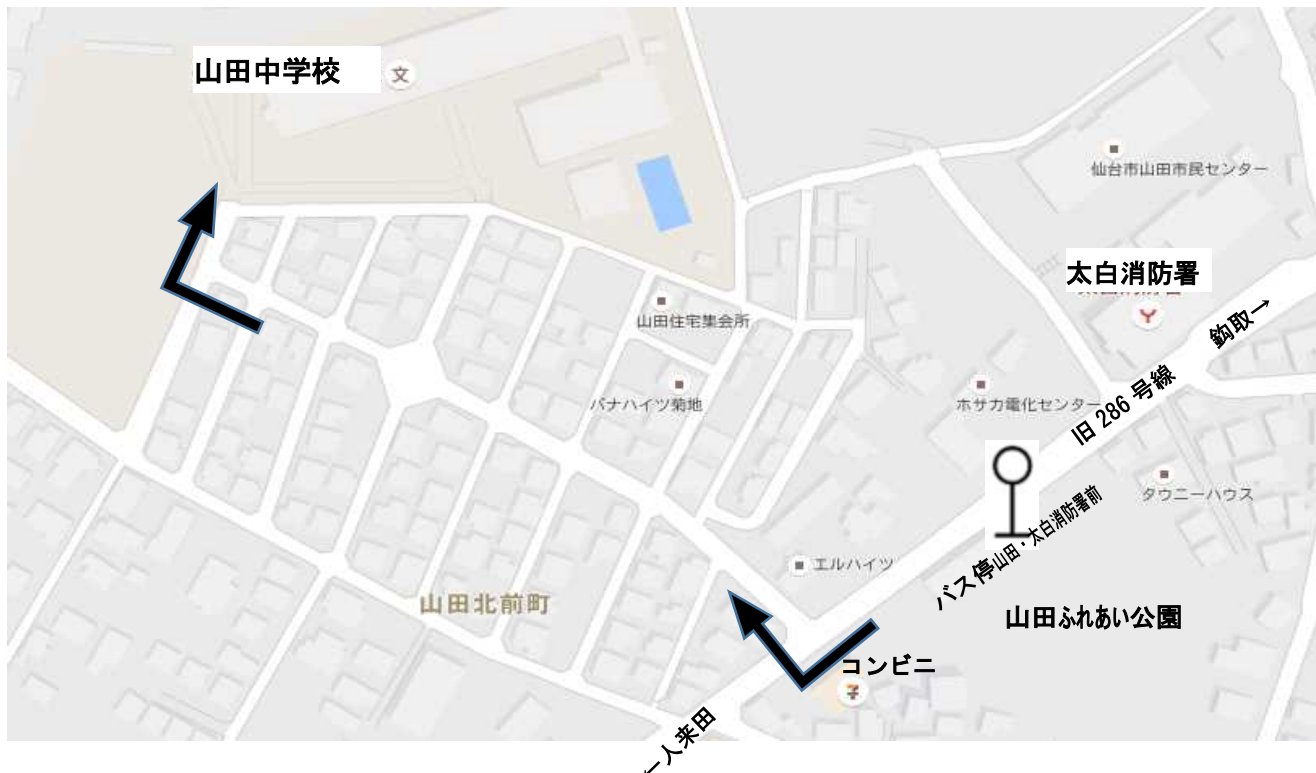 山田中学校
文
仙台市山田市民センター
太白消防署
鈎取→
山田住宅集会所
バナハイツ菊地
ホサカ電化センター
旧 286 号線
タウニーハウス
バス停山田・太白消防署前
エルハイツ
山田北前町
山田ふれあい公園
コンビニ
←人来田